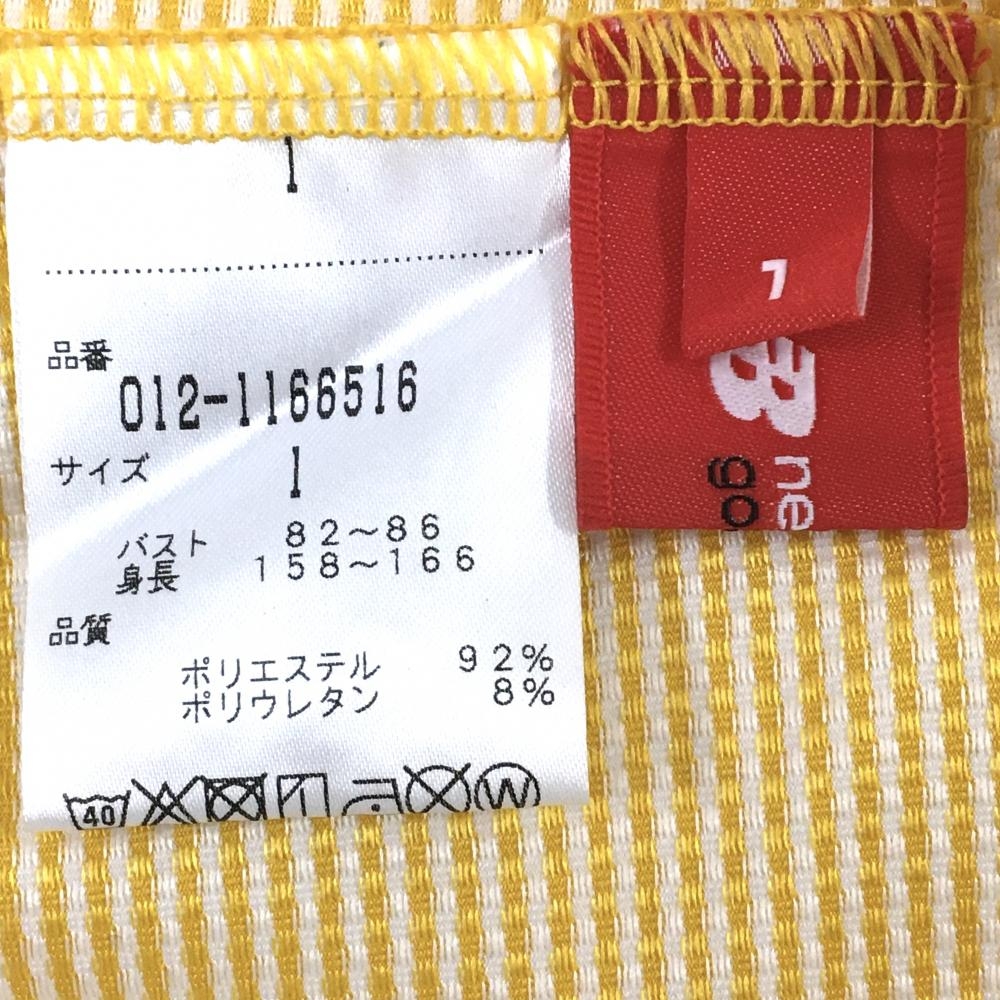 1
品番
012-1166516
サイズ 1
バスト 82～86
身長 158～166
品質
ポリエステル 92%
ポリウレタン 8%
40
W
1
ne
go